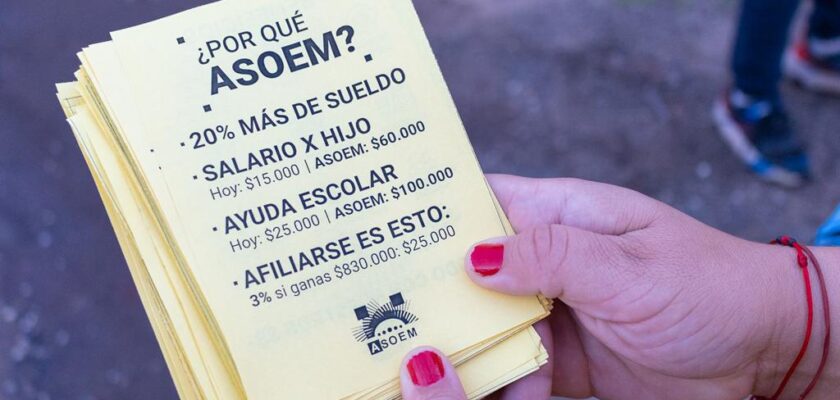 ¿POR QUÉ
ASOEM?
· 20% MÁS DE SUELDO
· SALARIO X HIJO
Hoy: $15.000 | ASOEM: $60.000
· AYUDA ESCOLAR
Hoy: $25.000 | ASOEM: $100.000
· AFILIARSE ES ESTO:
3% si ganas $830.000: $25.000
ASOEM